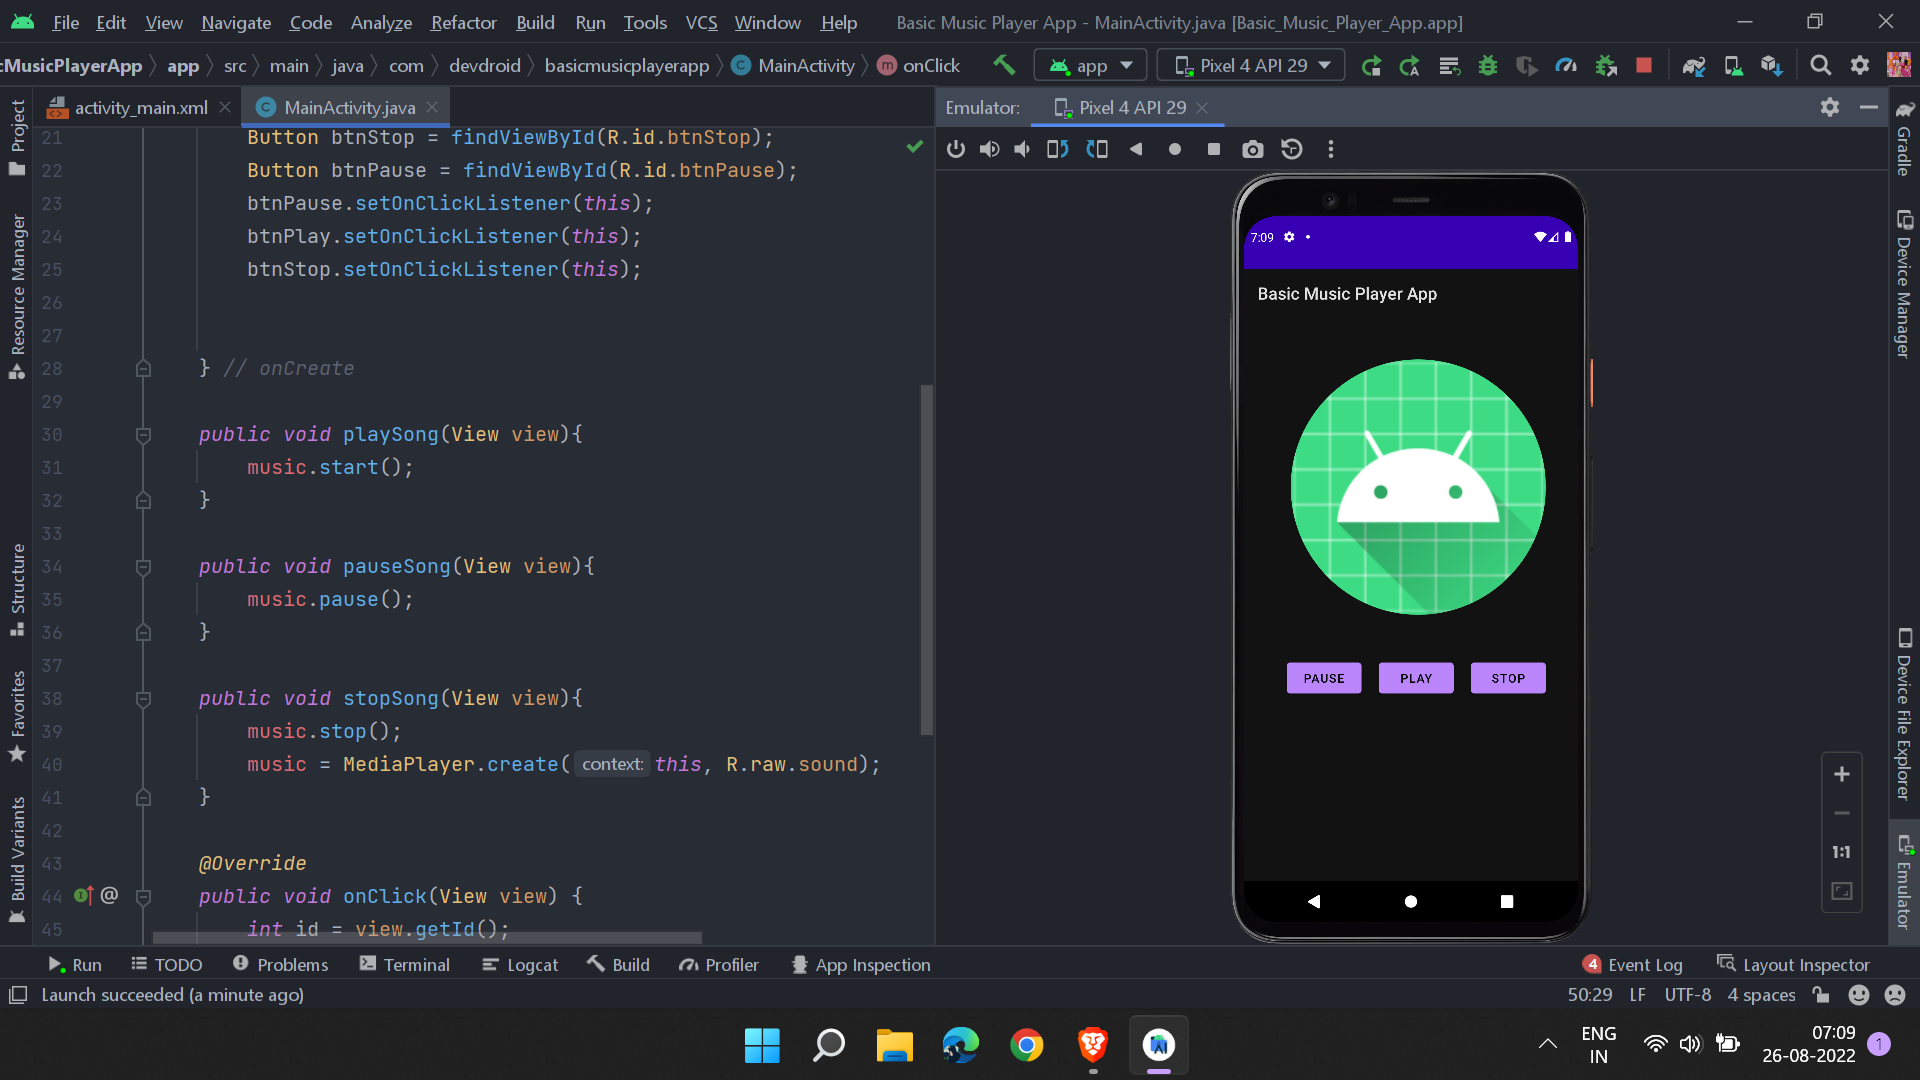 File Edit View Navigate Code Analyze Refactor Build Run Tools VCS Window Help Basic Music Player App - MainActivity.java [Basic_Music_Player_App.app]
cMusicPlayerApp app src main java com devdroid basicmusicplayerapp C MainActivity m onClick app Pixel 4 API 29
activity_main.xml C MainActivity.java Emulator: Pixel 4 API 29
Project
Resource Manager
Structure
Favorites
Build Variants
21 Button btnStop = findViewById(R.id.btnStop);
22 Button btnPause = findViewById(R.id.btnPause);
23 btnPause.setOnClickListener(this);
24 btnPlay.setOnClickListener(this);
25 btnStop.setOnClickListener(this);
26
27
28 } // onCreate
29
30 public void playSong(View view){
31 music.start();
32 }
33
34 public void pauseSong(View view){
35 music.pause();
36 }
37
38 public void stopSong(View view){
39 music.stop();
40 music = MediaPlayer.create( context: this, R.raw.sound);
41 }
42
43 @Override
44 @ public void onClick(View view) {
45 int id = view.getId();
7:09
Basic Music Player App
PAUSE PLAY STOP
1:1
Gradle
Device Manager
Device File Explorer
Emulator
Run TODO Problems Terminal Logcat Build Profiler App Inspection 4 Event Log Layout Inspector
Launch succeeded (a minute ago) 50:29 LF UTF-8 4 spaces
ENG
IN
07:09
26-08-2022
1